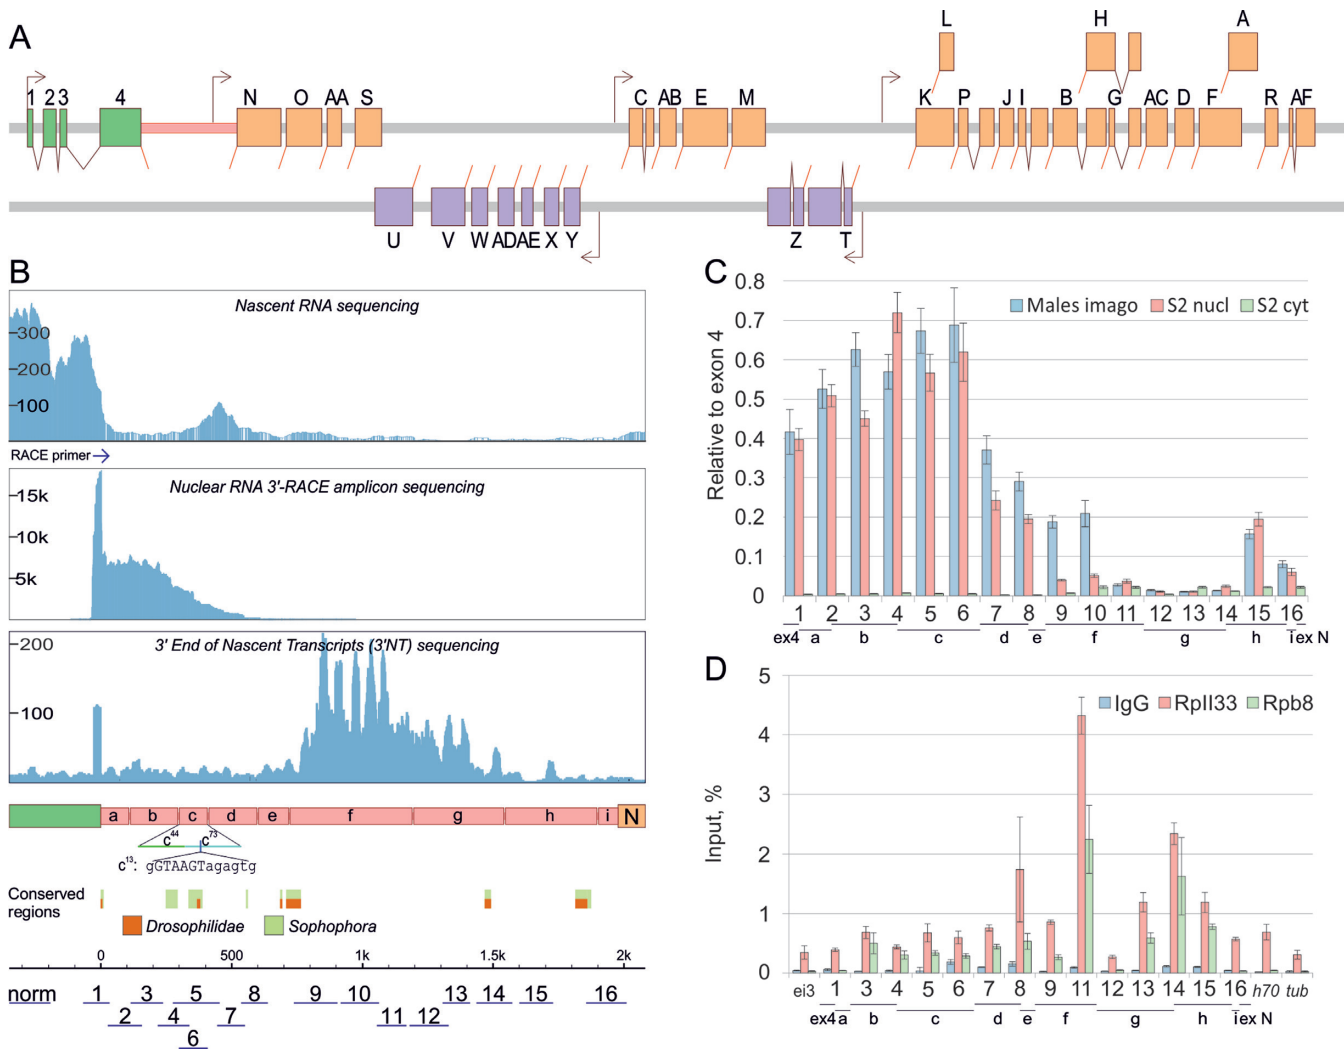 A
L H A
1 2 3 4 N O AA S C AB E M K P J I B G AC D F R AF
U V W AD AE X Y Z T
B
Nascent RNA sequencing
300
200
100
RACE primer
Nuclear RNA 3'-RACE amplicon sequencing
15k
10k
5k
3' End of Nascent Transcripts (3'NT) sequencing
200
100
a b c d e f g h i N
c44 c73
c13: gGTAAGTagagtg
Conserved
regions
Drosophilidae Sophophora
0 500 1k 1.5k 2k
norm 1 3 5 8 9 10 13 14 15 16
2 4 7 11 12
6
C
Males imago S2 nucl S2 cyt
Relative to exon 4
0.8
0.7
0.6
0.5
0.4
0.3
0.2
0.1
0
1 2 3 4 5 6 7 8 9 10 11 12 13 14 15 16
ex4 a b c d e f g h i ex N
D
IgG RpII33 Rpb8
Input, %
5
4
3
2
1
0
ei3 1 3 4 5 6 7 8 9 11 12 13 14 15 16 h70 tub
ex4 a b c d e f g h i ex N